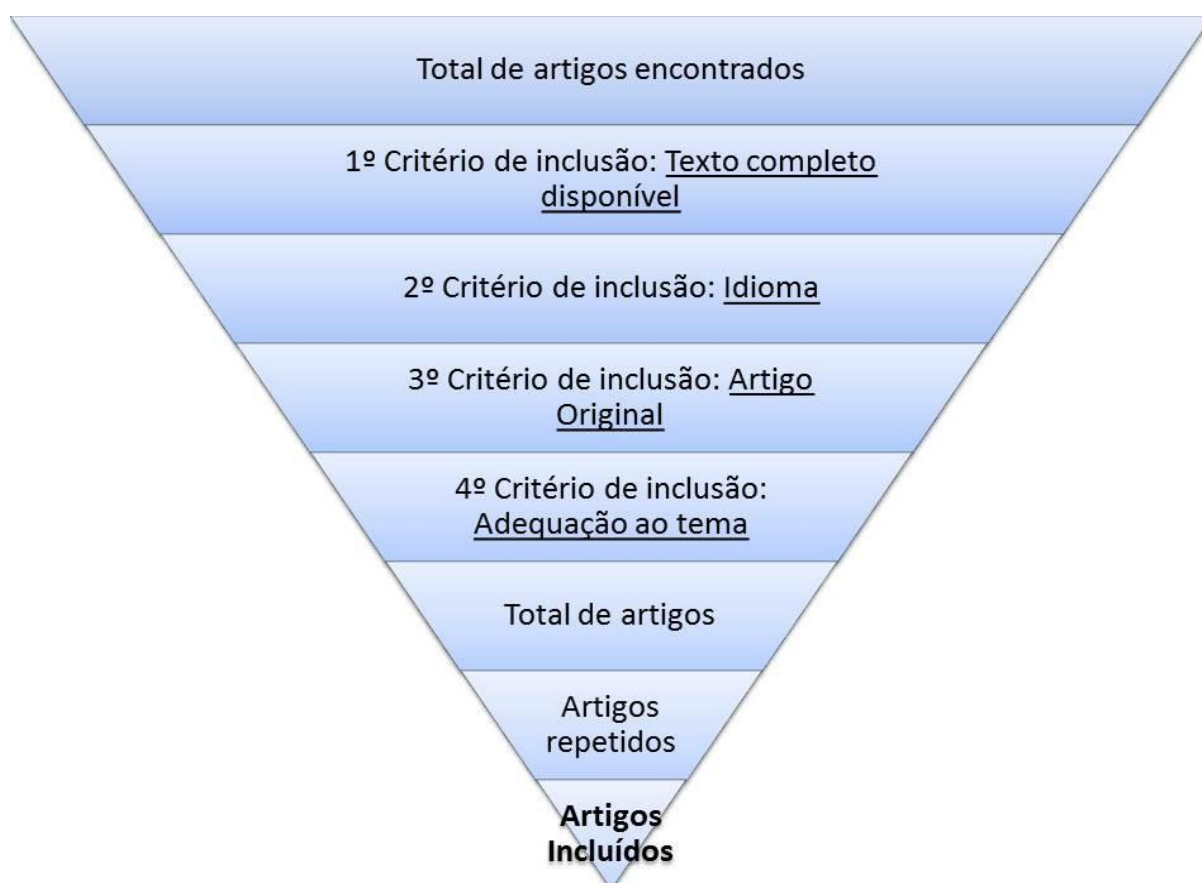 Total de artigos encontrados
1º Critério de inclusão: Texto completo
disponível
2º Critério de inclusão: Idioma
3º Critério de inclusão: Artigo
Original
4º Critério de inclusão:
Adequação ao tema
Total de artigos
Artigos
repetidos
Artigos
Incluídos